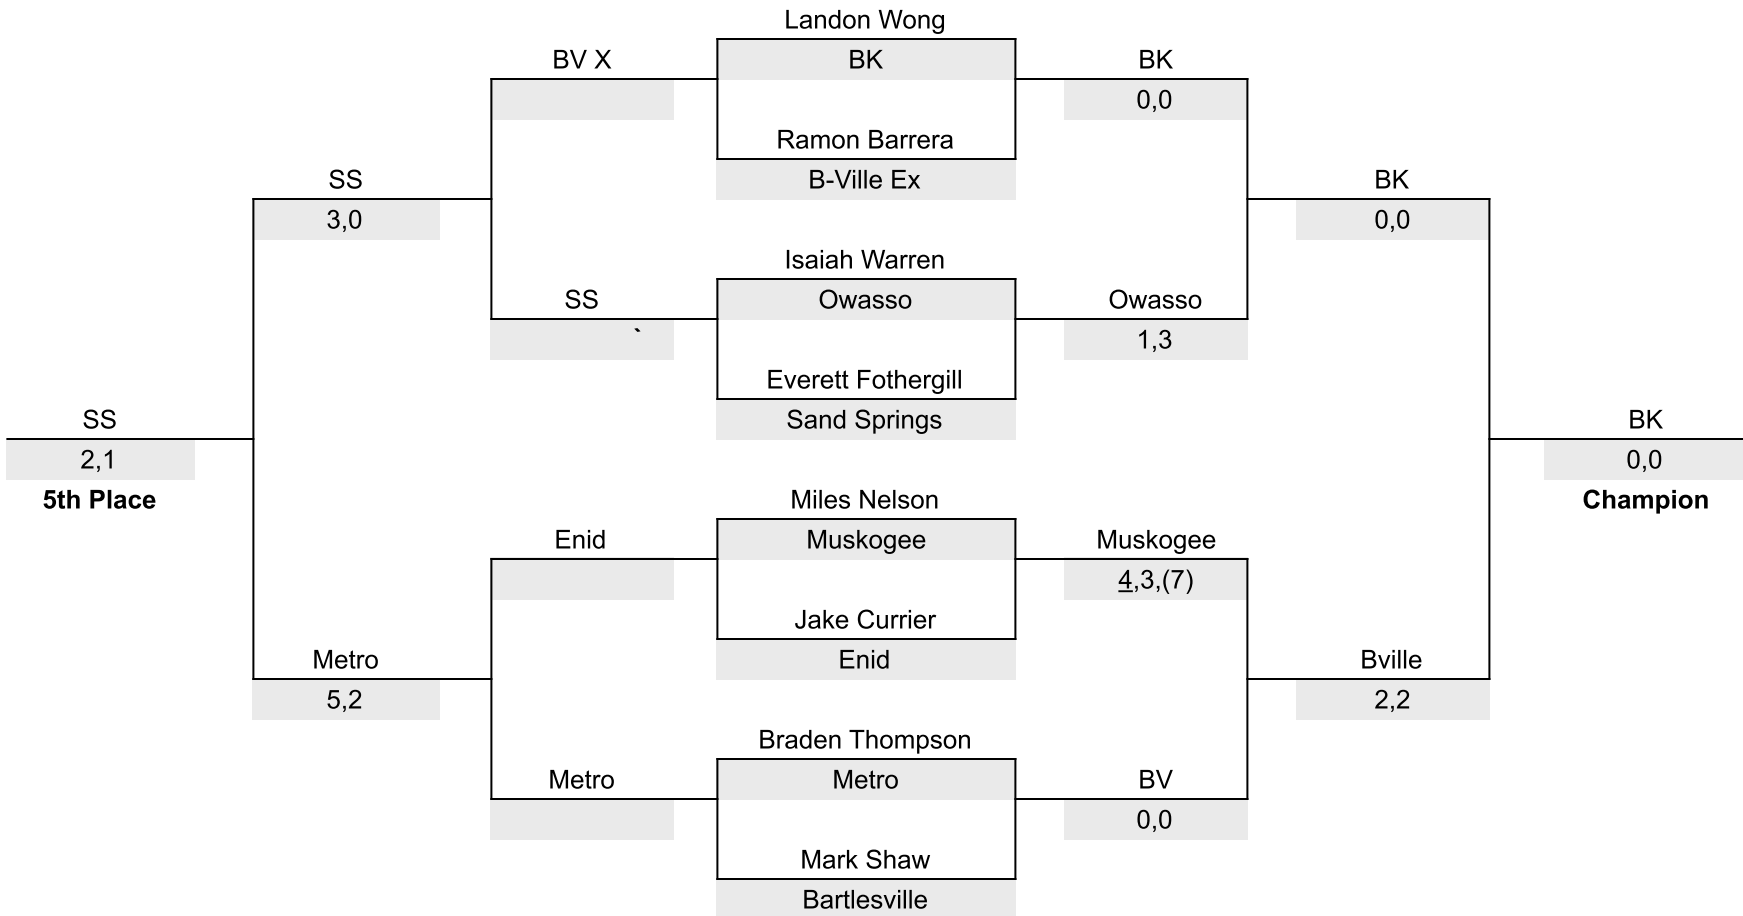 Landon Wong
BV X
BK
BK
0,0
Ramon Barrera
SS
B-Ville Ex
BK
3,0
0,0
Isaiah Warren
SS
Owasso
Owasso
`
1,3
Everett Fothergill
SS
Sand Springs
BK
2,1
0,0
5th Place
Miles Nelson
Champion
Enid
Muskogee
Muskogee
4,3,(7)
Jake Currier
Metro
Enid
Bville
5,2
2,2
Braden Thompson
Metro
Metro
BV
0,0
Mark Shaw
Bartlesville